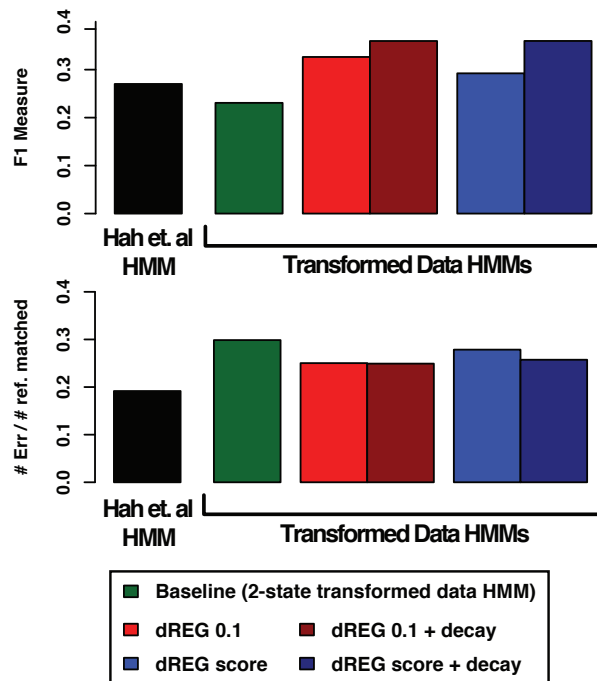 F1 Measure
0.0
0.1
0.2
0.3
0.4
Hah et. al
HMM
Transformed Data HMMs
# Err / # ref. matched
0.0
0.1
0.2
0.3
0.4
Hah et. al
HMM
Transformed Data HMMs
Baseline (2-state transformed data HMM)
dREG 0.1
dREG 0.1 + decay
dREG score
dREG score + decay